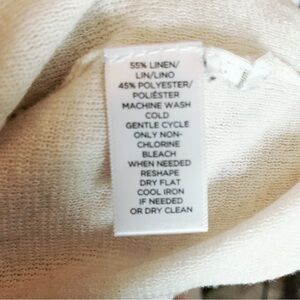 55% LINEN/
LIN/LINO
45% POLYESTER/
POLIÉSTER
MACHINE WASH
COLD
GENTLE CYCLE
ONLY NON-
CHLORINE
BLEACH
WHEN NEEDED
RESHAPE
DRY FLAT
COOL IRON
IF NEEDED
OR DRY CLEAN